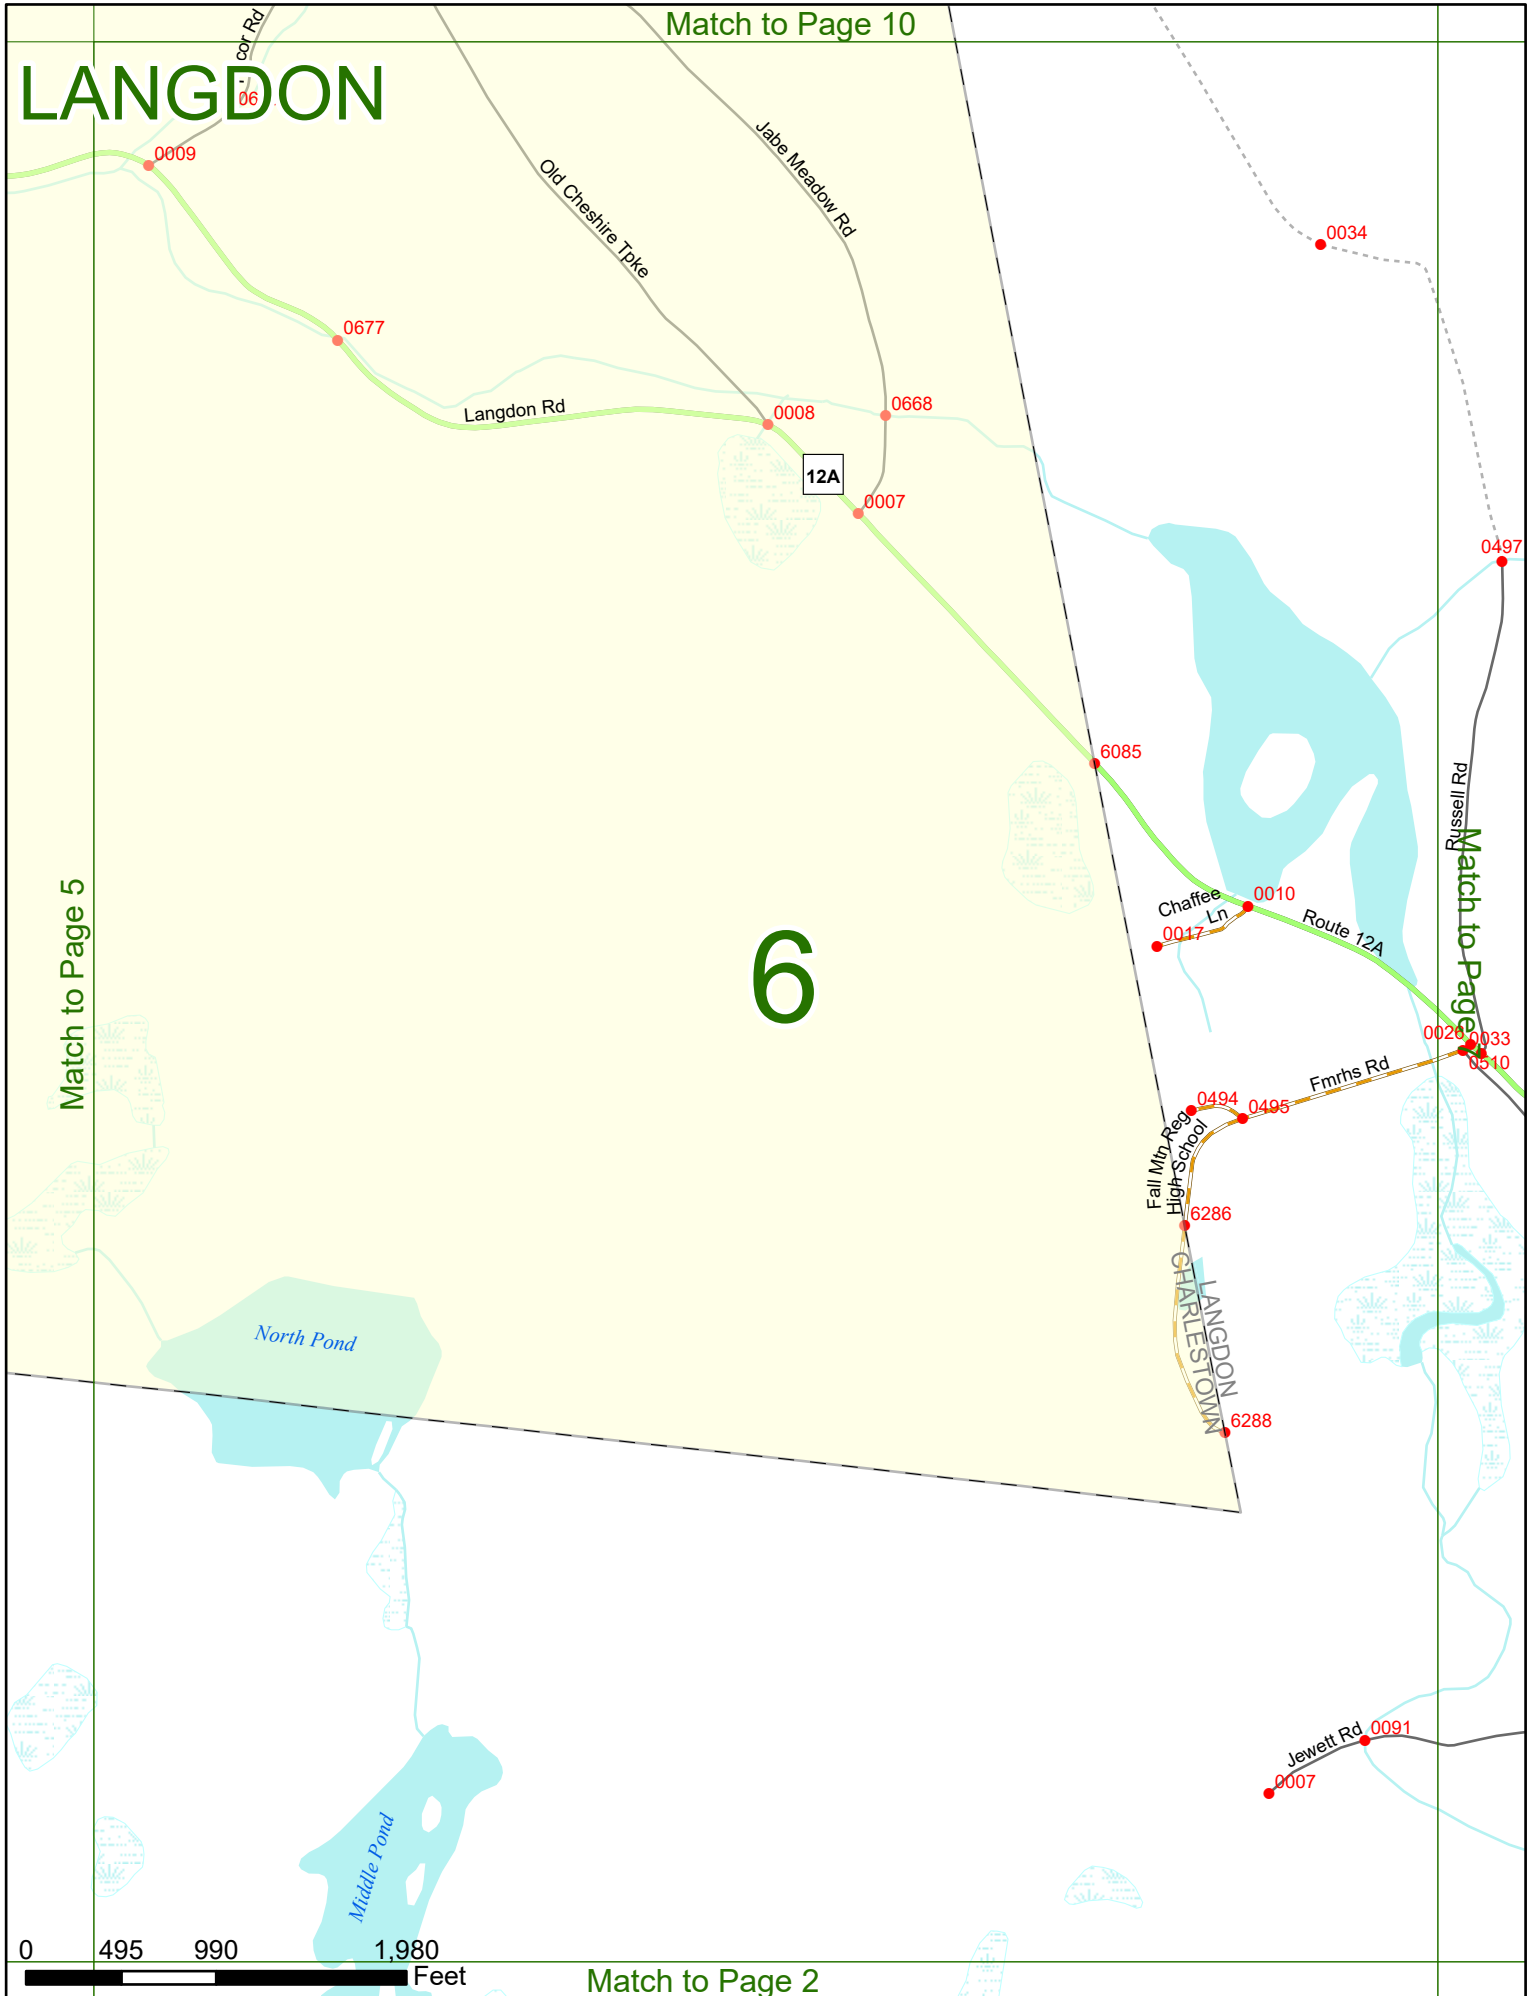 Match to Page 10
LANGDON
cor Rd
06
0009
Old Cheshire Tpke
Jabe Meadow Rd
0034
0677
Langdon Rd
0008
0668
12A
0007
0497
6085
Russell Rd
Match to Page
Match to Page 5
6
Chaffee
Ln
0010
0017
Route 12A
0026
0033
0510
Fmrhs Rd
0494
0495
Fall Mtn Reg
High School
6286
LANGDON
CHARLESTOWN
North Pond
6288
0091
Jewett Rd
0007
Middle Pond
0 495 990 1,980
Feet
Match to Page 2